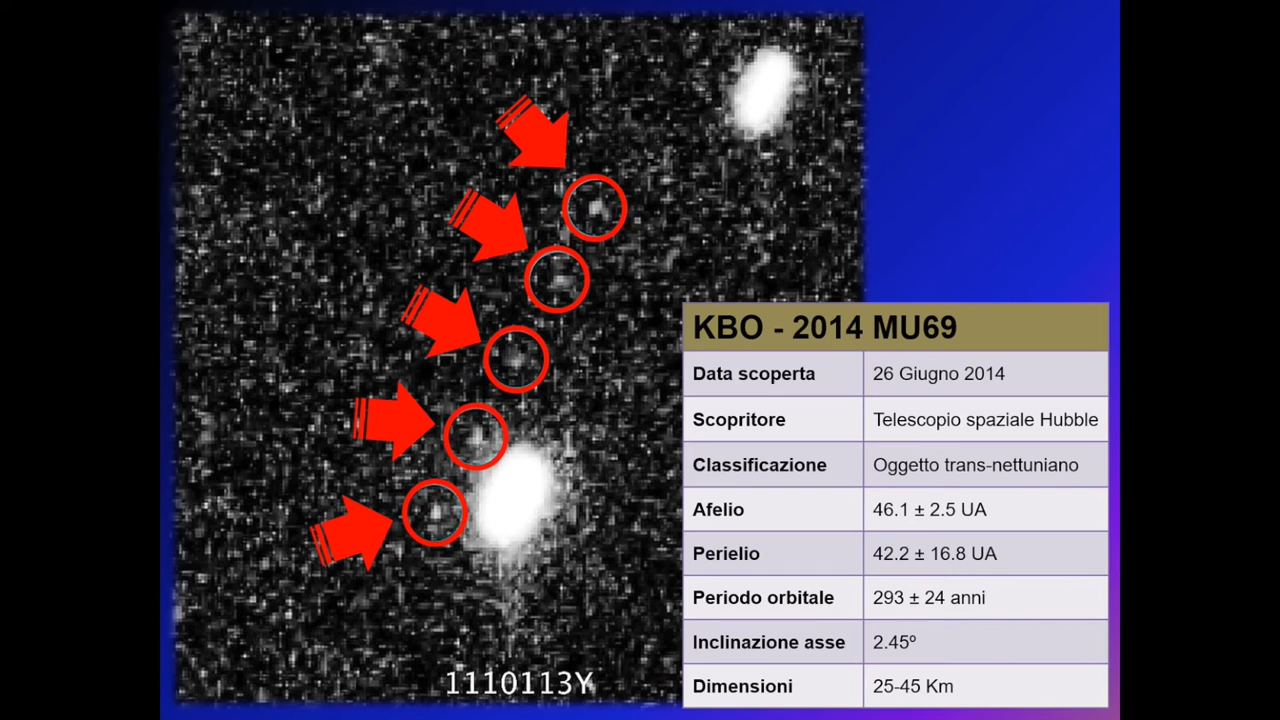 KBO - 2014 MU69
Data scoperta 26 Giugno 2014
Scopritore Telescopio spaziale Hubble
Classificazione Oggetto trans-nettuniano
Afelio 46.1 ± 2.5 UA
Perielio 42.2 ± 16.8 UA
Periodo orbitale 293 ± 24 anni
Inclinazione asse 2.45º
Dimensioni 25-45 Km
1110113Y